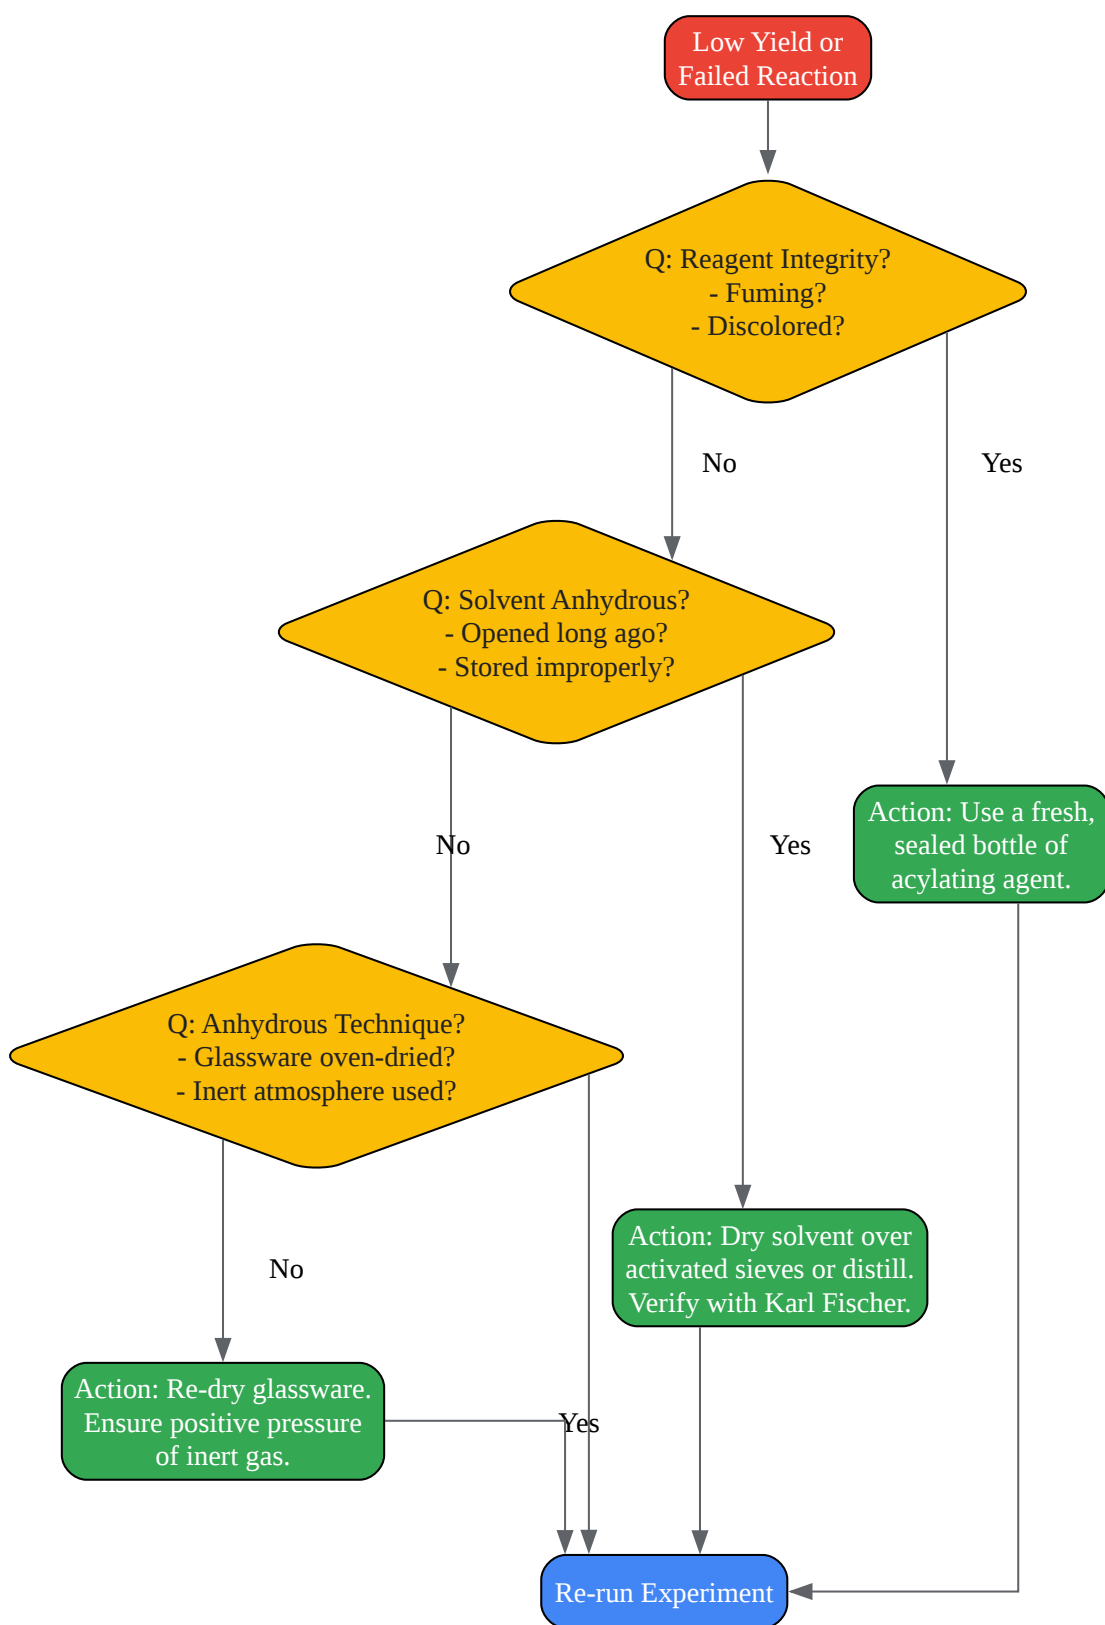 Low Yield or
Failed Reaction
Q: Reagent Integrity?
- Fuming?
- Discolored?
No
Yes
Q: Solvent Anhydrous?
- Opened long ago?
- Stored improperly?
No
Yes
Action: Use a fresh,
sealed bottle of
acylating agent.
Q: Anhydrous Technique?
- Glassware oven-dried?
- Inert atmosphere used?
No
Action: Dry solvent over
activated sieves or distill.
Verify with Karl Fischer.
Action: Re-dry glassware.
Ensure positive pressure
of inert gas.
Yes
Re-run Experiment